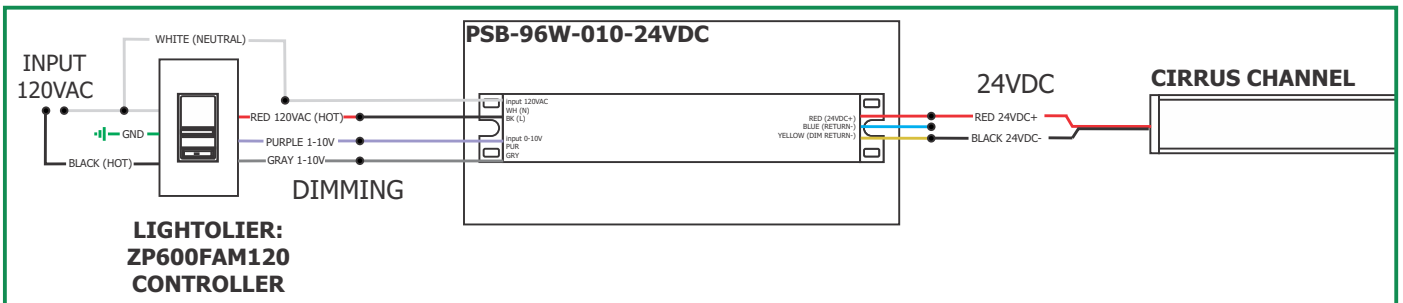 PSB-96W-010-24VDC
WHITE (NEUTRAL)
INPUT
120VAC
GND
BLACK (HOT)
RED 120VAC (HOT)
PURPLE 1-10V
GRAY 1-10V
DIMMING
LIGHTOLIER:
ZP600FAM120
CONTROLLER
input 120VAC
WH (N)
BK (L)
input 0-10V
PUR
GRY
RED (24VDC+)
BLUE (RETURN-)
YELLOW (DIM RETURN-)
24VDC
RED 24VDC+
BLACK 24VDC-
CIRRUS CHANNEL